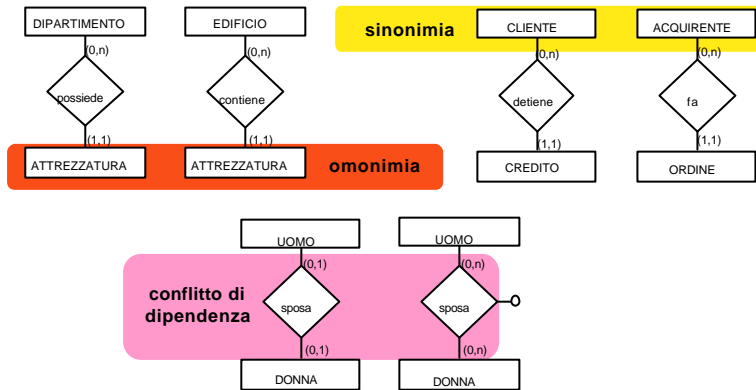 DIPARTIMENTO
EDIFICIO
sinonimia
CLIENTE
ACQUIRENTE
(0,n)
(0,n)
(0,n)
(0,n)
possiede
contiene
detiene
fa
(1,1)
(1,1)
(1,1)
(1,1)
ATTREZZATURA
ATTREZZATURA
omonimia
CREDITO
ORDINE
UOMO
UOMO
(0,1)
(0,n)
conflitto di
dipendenza
sposa
sposa
(0,1)
(0,n)
DONNA
DONNA